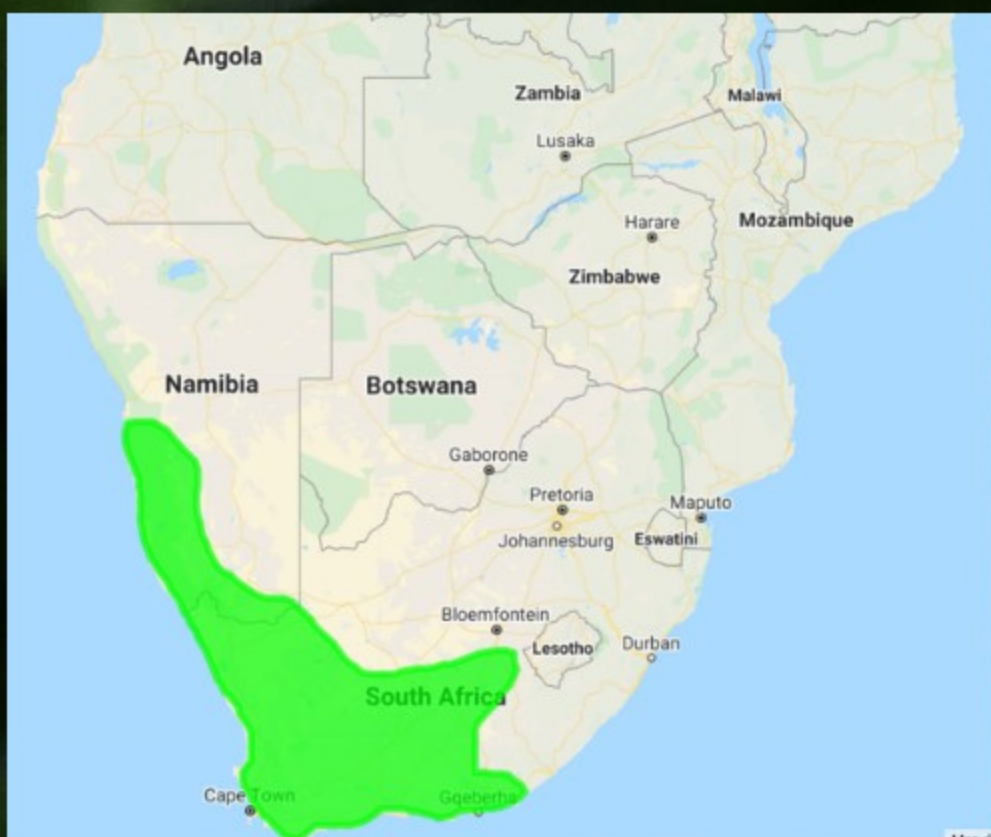 Angola
Zambia
Malawi
Lusaka
Harare
Mozambique
Zimbabwe
Namibia
Botswana
Gaborone
Pretoria
Maputo
Johannesburg
Eswatini
Bloemfontein
Lesotho
Durban
South Africa
Cape Town
Gqeberha